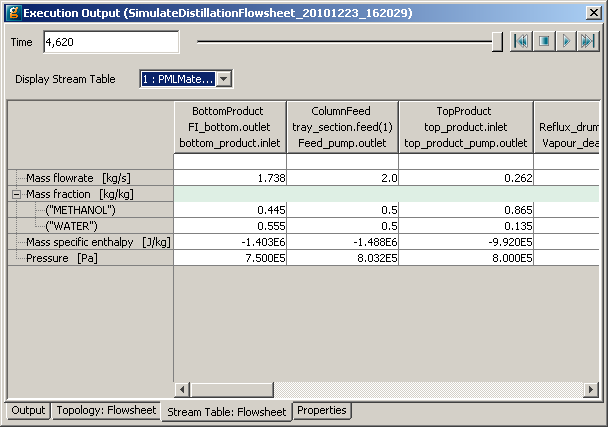 Execution Output (SimulateDistillationFlowsheet_20101223_162029)
Time 4,620
Display Stream Table 1 : PMLMate...
BottomProduct ColumnFeed TopProduct
FI_bottom.outlet tray_section.feed(1) top_product.inlet Reflux_drum
bottom_product.inlet Feed_pump.outlet top_product_pump.outlet Vapour_dea
Mass flowrate [kg/s] 1.738 2.0 0.262
Mass fraction [kg/kg]
("METHANOL") 0.445 0.5 0.865
("WATER") 0.555 0.5 0.135
Mass specific enthalpy [J/kg] -1.403E6 -1.488E6 -9.920E5
Pressure [Pa] 7.500E5 8.032E5 8.000E5
Output Topology: Flowsheet Stream Table: Flowsheet Properties